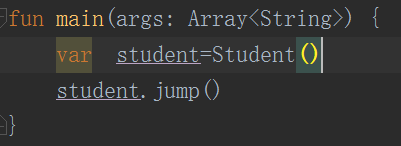 fun main(args: Array<String>) {
    var  student=Student()
    student.jump()
}